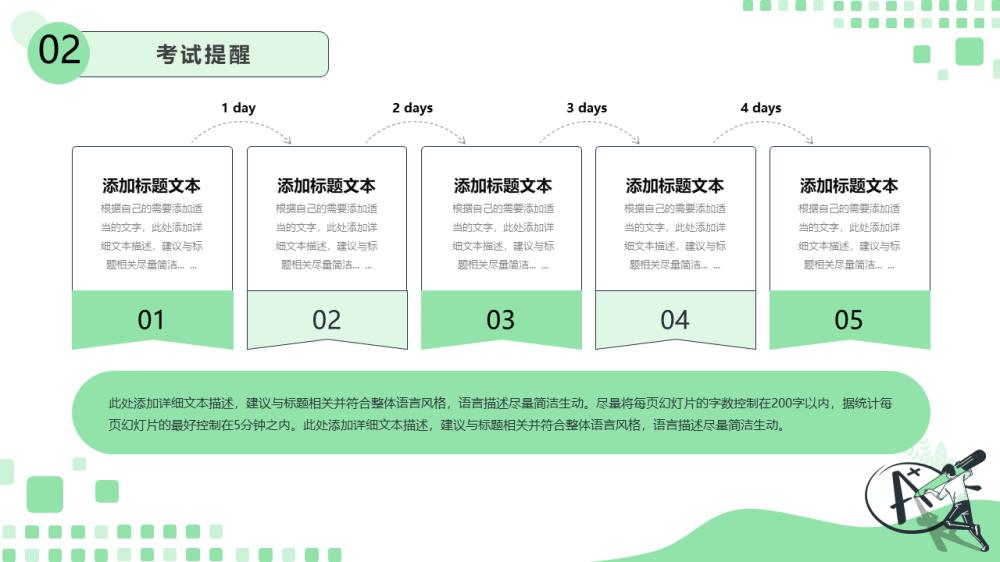 02
考试提醒
1 day
2 days
3 days
4 days
添加标题文本
根据自己的需要添加适
当的文字，此处添加详
细文本描述，建议与标
题相关尽量简洁... ...
01
添加标题文本
根据自己的需要添加适
当的文字，此处添加详
细文本描述，建议与标
题相关尽量简洁... ...
02
添加标题文本
根据自己的需要添加适
当的文字，此处添加详
细文本描述，建议与标
题相关尽量简洁... ...
03
添加标题文本
根据自己的需要添加适
当的文字，此处添加详
细文本描述，建议与标
题相关尽量简洁... ...
04
添加标题文本
根据自己的需要添加适
当的文字，此处添加详
细文本描述，建议与标
题相关尽量简洁... ...
05
此处添加详细文本描述，建议与标题相关并符合整体语言风格，语言描述尽量简洁生动。尽量将每页幻灯片的字数控制在200字以内，据统计每
页幻灯片的最好控制在5分钟之内。此处添加详细文本描述，建议与标题相关并符合整体语言风格，语言描述尽量简洁生动。
A+